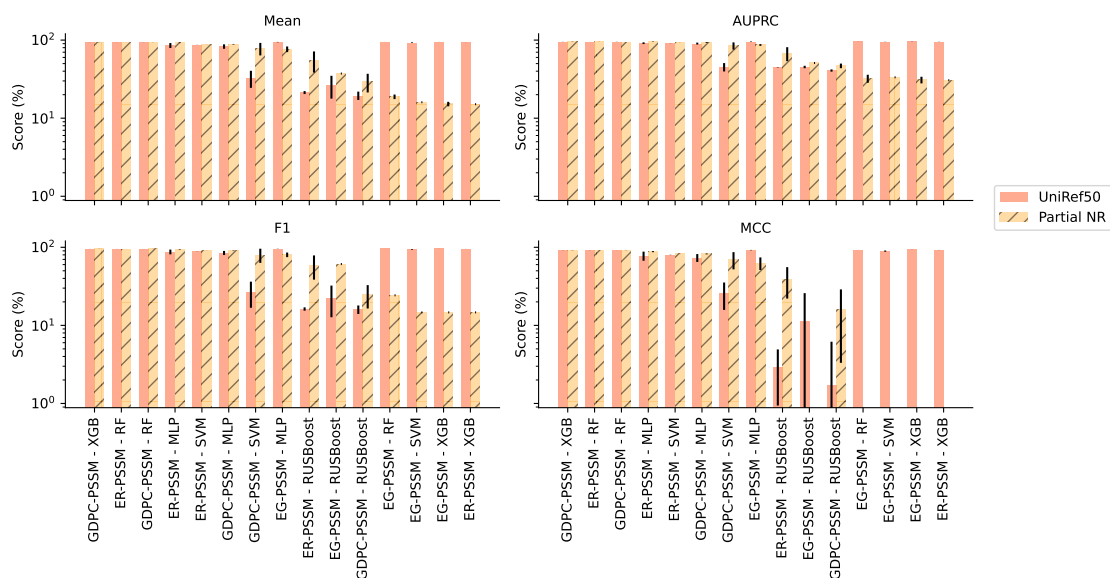 Mean
AUPRC
Score (%)
10²
10¹
10⁰
Score (%)
10²
10¹
10⁰
UniRef50
Partial NR
F1
MCC
Score (%)
10²
10¹
10⁰
Score (%)
10²
10¹
10⁰
GDPC-PSSM - XGB
ER-PSSM - RF
GDPC-PSSM - RF
ER-PSSM - MLP
ER-PSSM - SVM
GDPC-PSSM - MLP
GDPC-PSSM - SVM
EG-PSSM - MLP
ER-PSSM - RUSBoost
EG-PSSM - RUSBoost
GDPC-PSSM - RUSBoost
EG-PSSM - RF
EG-PSSM - SVM
EG-PSSM - XGB
ER-PSSM - XGB
GDPC-PSSM - XGB
ER-PSSM - RF
GDPC-PSSM - RF
ER-PSSM - MLP
ER-PSSM - SVM
GDPC-PSSM - MLP
GDPC-PSSM - SVM
EG-PSSM - MLP
ER-PSSM - RUSBoost
EG-PSSM - RUSBoost
GDPC-PSSM - RUSBoost
EG-PSSM - RF
EG-PSSM - SVM
EG-PSSM - XGB
ER-PSSM - XGB